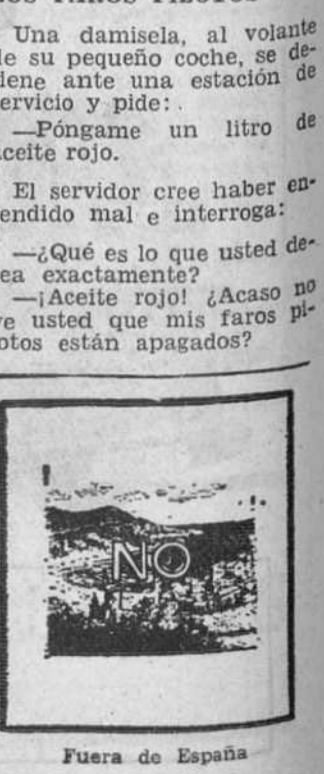 Una damisela, al volante
de su pequeño coche, se de-
tiene ante una estación de
servicio y pide:
—Póngame un litro de
aceite rojo.
El servidor cree haber en-
tendido mal e interroga:
—¿Qué es lo que usted de-
sea exactamente?
—¡Aceite rojo! ¿Acaso no
ve usted que mis faros pi-
lotos están apagados?
NO
Fuera de España